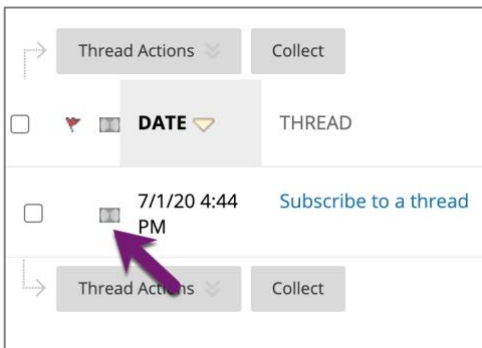 Thread Actions Collect
DATE THREAD
7/1/20 4:44 Subscribe to a thread
PM
Thread Actions Collect